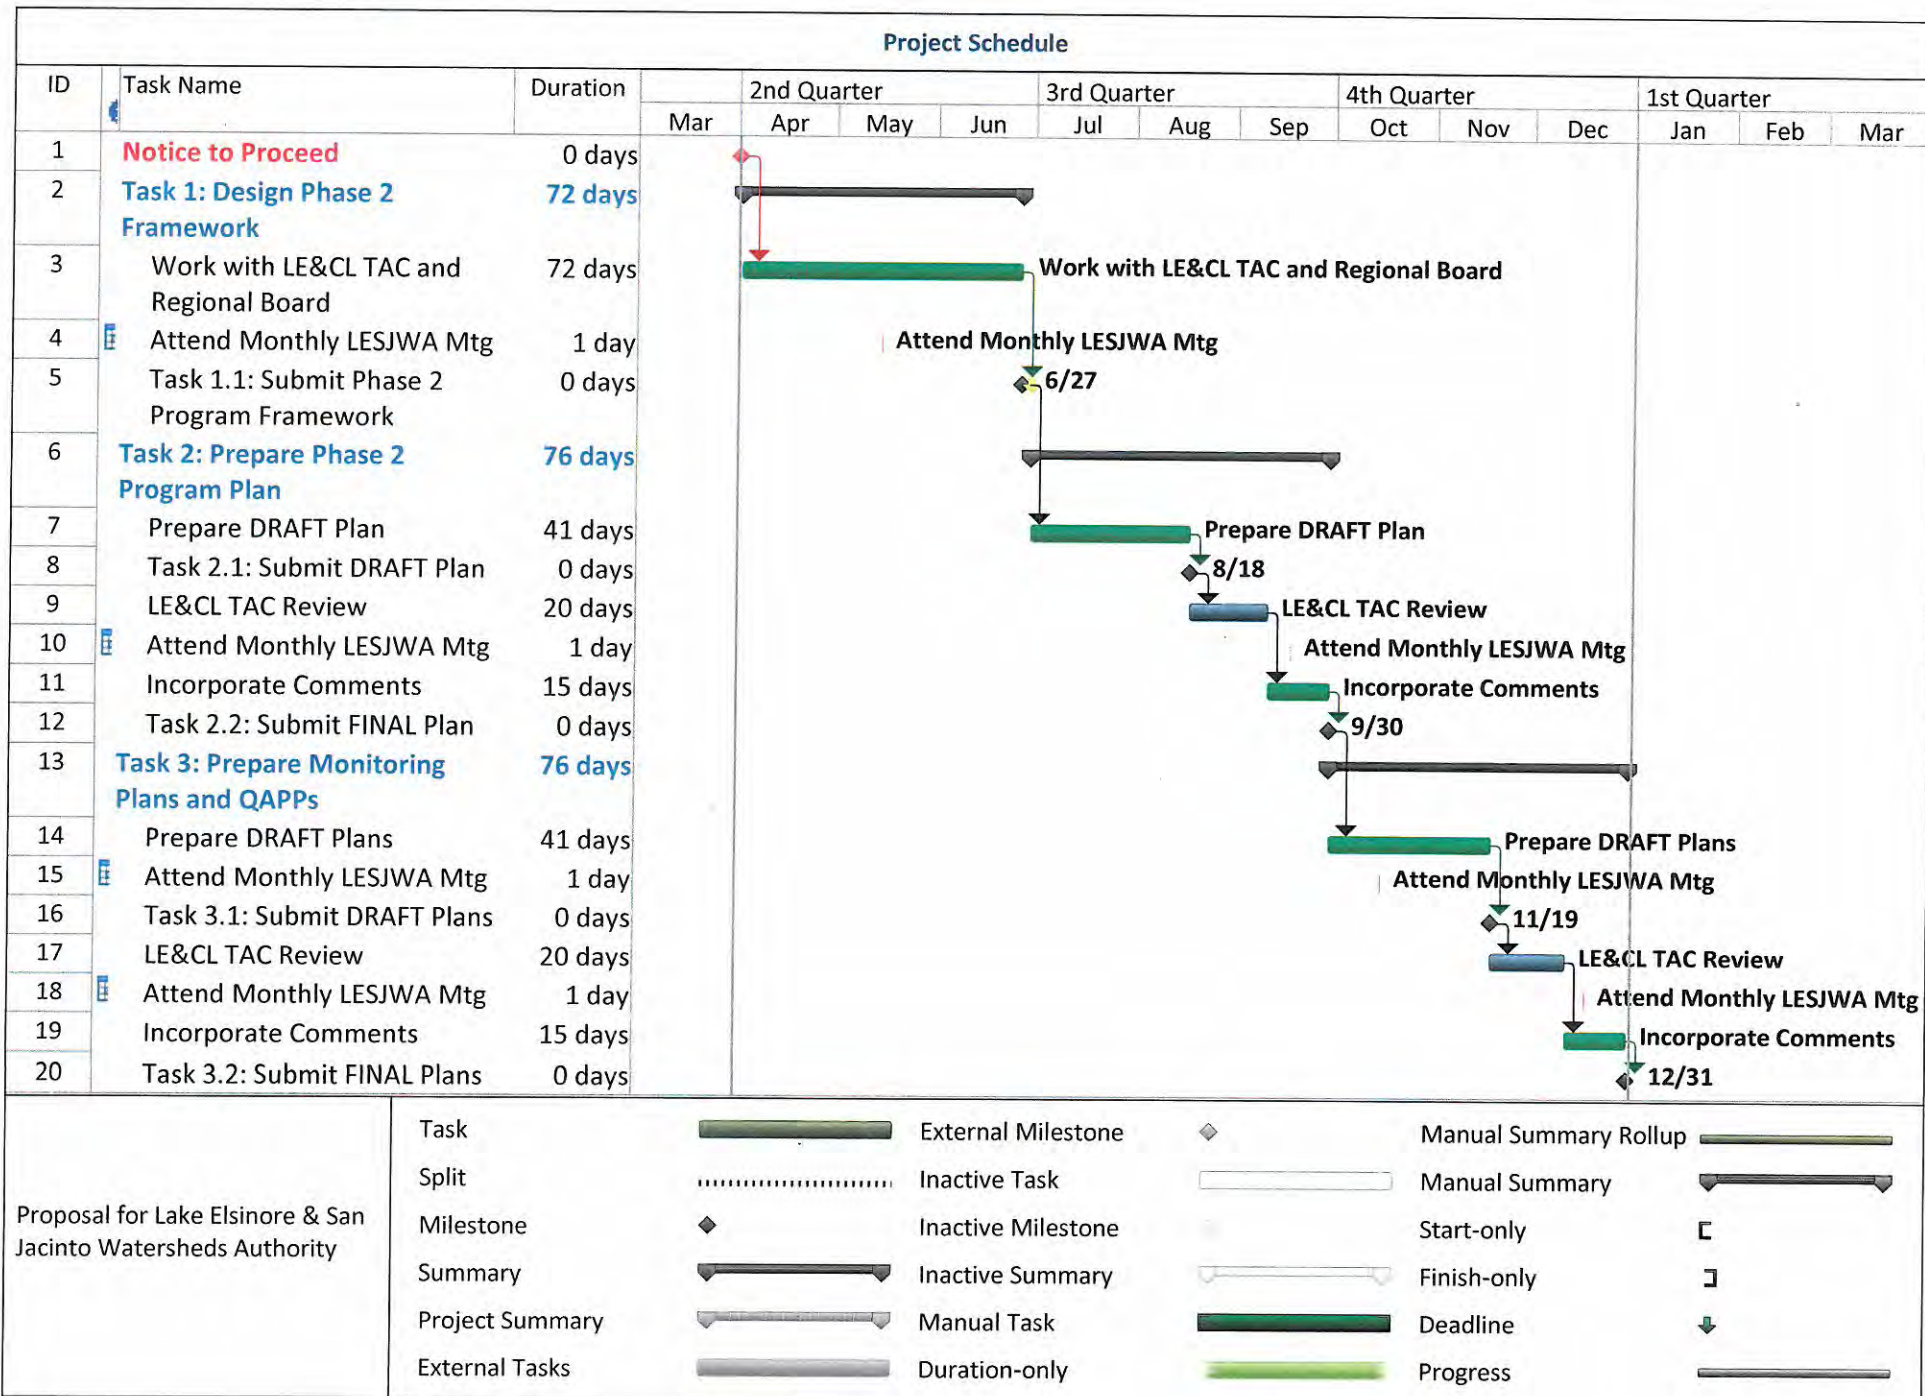 Project Schedule
ID Task Name Duration 2nd Quarter 3rd Quarter 4th Quarter 1st Quarter
Mar Apr May Jun Jul Aug Sep Oct Nov Dec Jan Feb Mar
1 Notice to Proceed 0 days
2 Task 1: Design Phase 2 72 days
Framework
3 Work with LE&CL TAC and 72 days Work with LE&CL TAC and Regional Board
Regional Board
4 Attend Monthly LESJWA Mtg 1 day Attend Monthly LESJWA Mtg
5 Task 1.1: Submit Phase 2 0 days 6/27
Program Framework
6 Task 2: Prepare Phase 2 76 days
Program Plan
7 Prepare DRAFT Plan 41 days Prepare DRAFT Plan
8 Task 2.1: Submit DRAFT Plan 0 days 8/18
9 LE&CL TAC Review 20 days LE&CL TAC Review
10 Attend Monthly LESJWA Mtg 1 day Attend Monthly LESJWA Mtg
11 Incorporate Comments 15 days Incorporate Comments
12 Task 2.2: Submit FINAL Plan 0 days 9/30
13 Task 3: Prepare Monitoring 76 days
Plans and QAPPs
14 Prepare DRAFT Plans 41 days Prepare DRAFT Plans
15 Attend Monthly LESJWA Mtg 1 day Attend Monthly LESJWA Mtg
16 Task 3.1: Submit DRAFT Plans 0 days 11/19
17 LE&CL TAC Review 20 days LE&CL TAC Review
18 Attend Monthly LESJWA Mtg 1 day Attend Monthly LESJWA Mtg
19 Incorporate Comments 15 days Incorporate Comments
20 Task 3.2: Submit FINAL Plans 0 days 12/31
Proposal for Lake Elsinore & San
Jacinto Watersheds Authority
Task External Milestone Manual Summary Rollup
Split Inactive Task Manual Summary
Milestone Inactive Milestone Start-only
Summary Inactive Summary Finish-only
Project Summary Manual Task Deadline
External Tasks Duration-only Progress